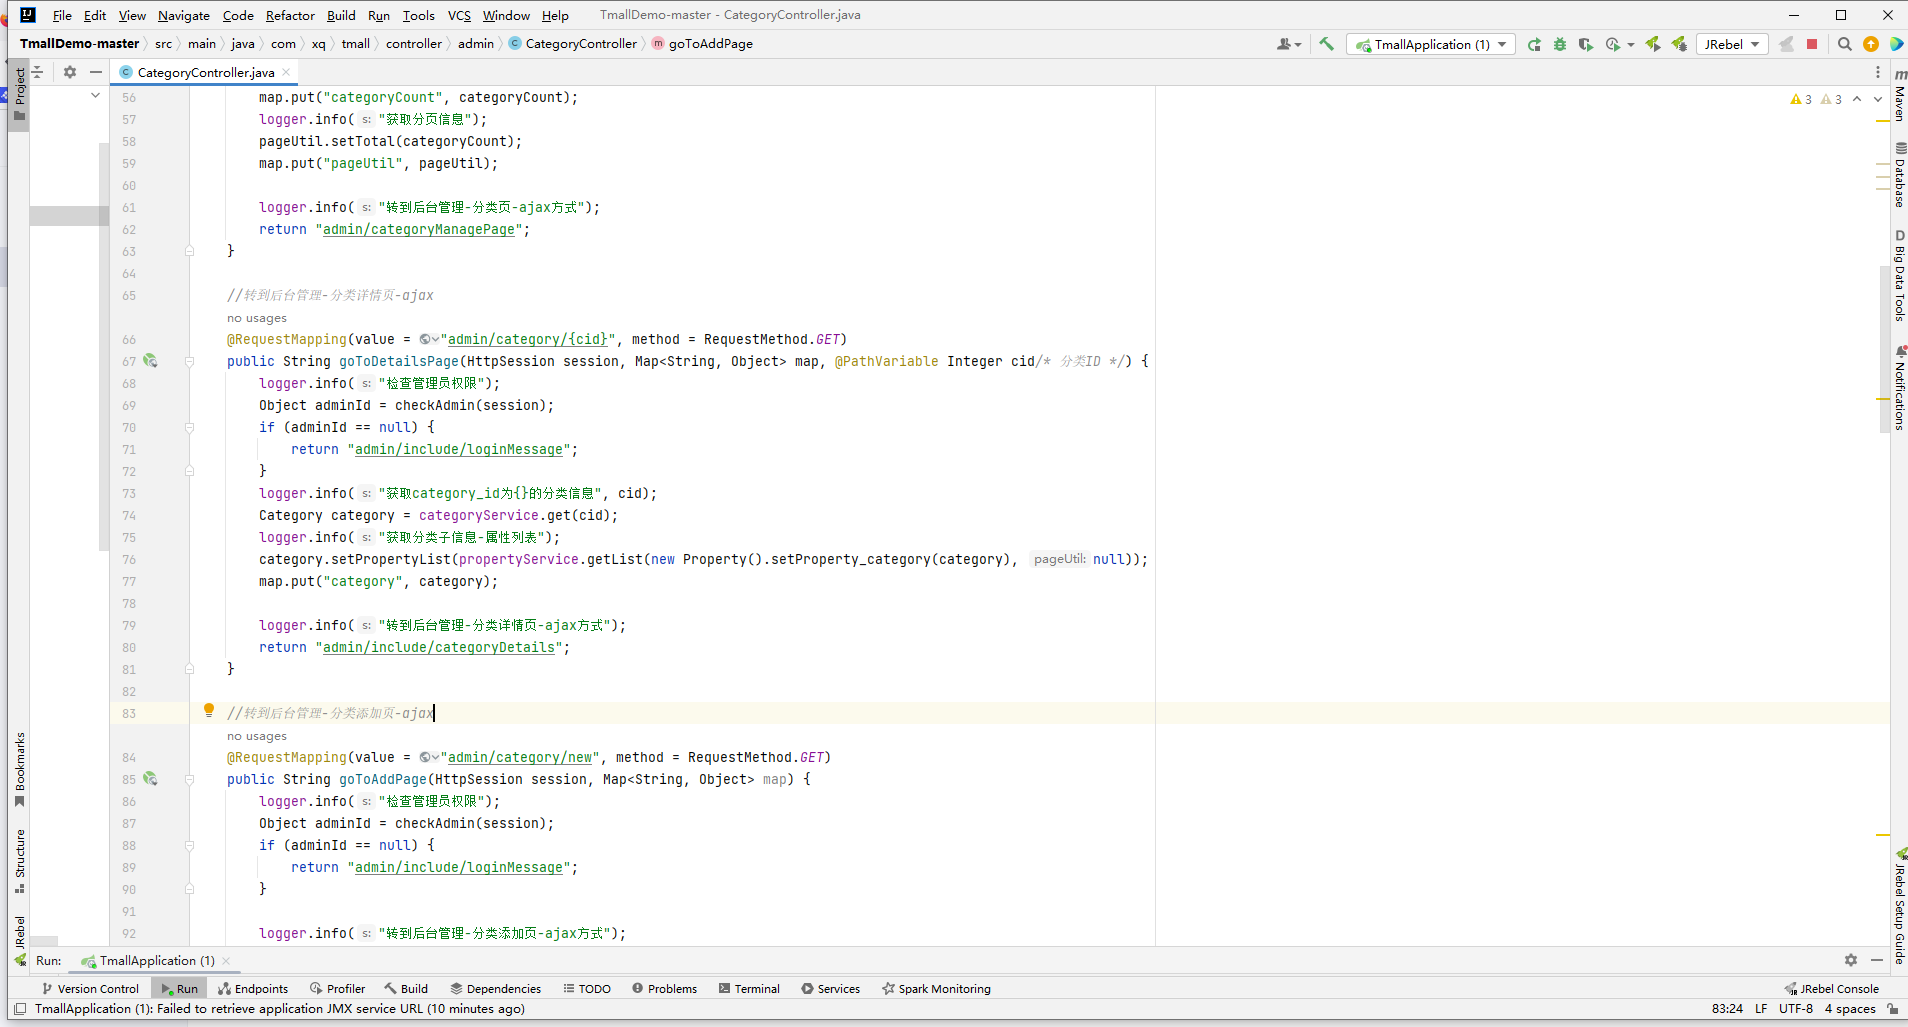 File Edit View Navigate Code Refactor Build Run Tools VCS Window Help TmallDemo-master - CategoryController.java
TmallDemo-master src main java com xq tmall controller admin CategoryController goToAddPage TmallApplication (1) JRebel
CategoryController.java
3 3
56 map.put("categoryCount", categoryCount);
57 logger.info( s: "获取分页信息");
58 pageUtil.setTotal(categoryCount);
59 map.put("pageUtil", pageUtil);
60
61 logger.info( s: "转到后台管理-分类页-ajax方式");
62 return "admin/categoryManagePage";
63 }
64
65 //转到后台管理-分类详情页-ajax
no usages
66 @RequestMapping(value = "admin/category/{cid}", method = RequestMethod.GET)
67 public String goToDetailsPage(HttpSession session, Map<String, Object> map, @PathVariable Integer cid/* 分类ID */) {
68 logger.info( s: "检查管理员权限");
69 Object adminId = checkAdmin(session);
70 if (adminId == null) {
71 return "admin/include/loginMessage";
72 }
73 logger.info( s: "获取category_id为{}的分类信息", cid);
74 Category category = categoryService.get(cid);
75 logger.info( s: "获取分类子信息-属性列表");
76 category.setPropertyList(propertyService.getList(new Property().setProperty_category(category), pageUtil: null));
77 map.put("category", category);
78
79 logger.info( s: "转到后台管理-分类详情页-ajax方式");
80 return "admin/include/categoryDetails";
81 }
82
83 //转到后台管理-分类添加页-ajax
no usages
84 @RequestMapping(value = "admin/category/new", method = RequestMethod.GET)
85 public String goToAddPage(HttpSession session, Map<String, Object> map) {
86 logger.info( s: "检查管理员权限");
87 Object adminId = checkAdmin(session);
88 if (adminId == null) {
89 return "admin/include/loginMessage";
90 }
91
92 logger.info( s: "转到后台管理-分类添加页-ajax方式");
Project
Bookmarks
Structure
JRebel
Maven
Database
Big Data Tools
Notifications
JRebel Setup Guide
Run: TmallApplication (1)
Version Control Run Endpoints Profiler Build Dependencies TODO Problems Terminal Services Spark Monitoring JRebel Console
TmallApplication (1): Failed to retrieve application JMX service URL (10 minutes ago) 83:24 LF UTF-8 4 spaces